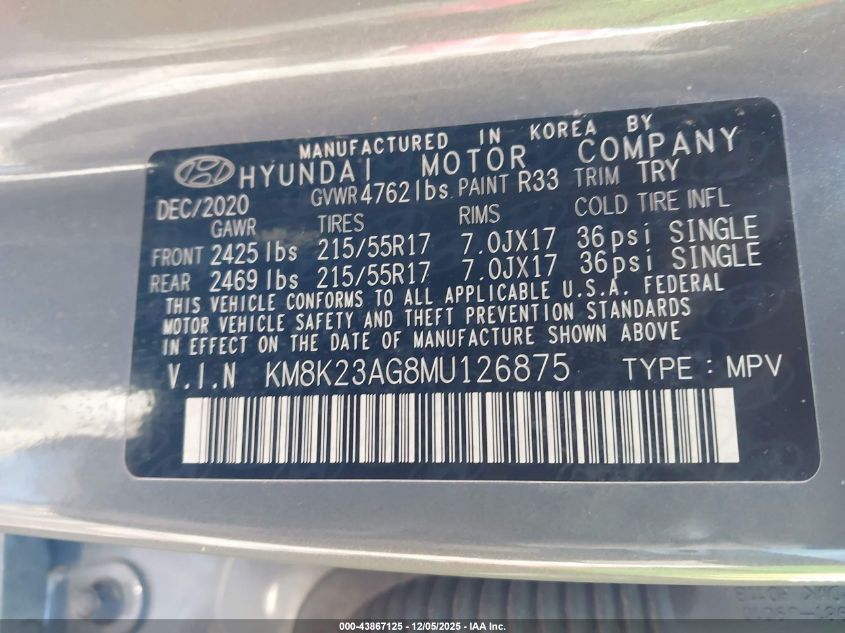 MANUFACTURED IN KOREA BY
HYUNDAI MOTOR COMPANY
DEC/2020 GVWR 4762 lbs PAINT R33 TRIM TRY
GAWR TIRES RIMS COLD TIRE INFL
FRONT 2425 lbs 215/55R17 7.0JX17 36psi SINGLE
REAR 2469 lbs 215/55R17 7.0JX17 36psi SINGLE
THIS VEHICLE CONFORMS TO ALL APPLICABLE U.S.A. FEDERAL
MOTOR VEHICLE SAFETY AND THEFT PREVENTION STANDARDS
IN EFFECT ON THE DATE OF MANUFACTURE SHOWN ABOVE
V.I.N KM8K23AG8MU126875 TYPE : MPV
000-43867125 - 12/05/2025 - IAA Inc.